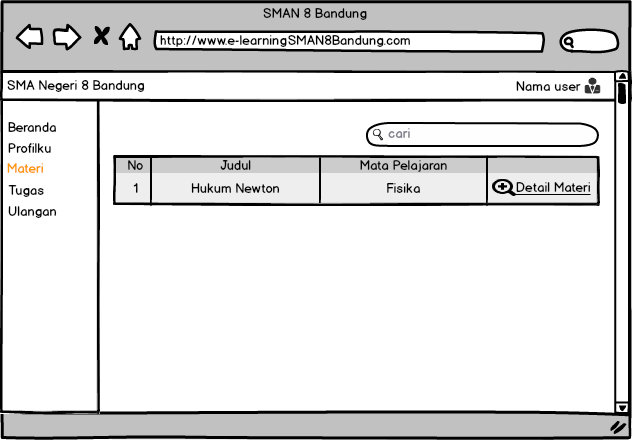 SMAN 8 Bandung
http://www.e-learningSMAN8Bandung.com
SMA Negeri 8 Bandung
Nama user
Beranda
Profilku
Materi
Tugas
Ulangan
cari
No Judul Mata Pelajaran
1 Hukum Newton Fisika Detail Materi